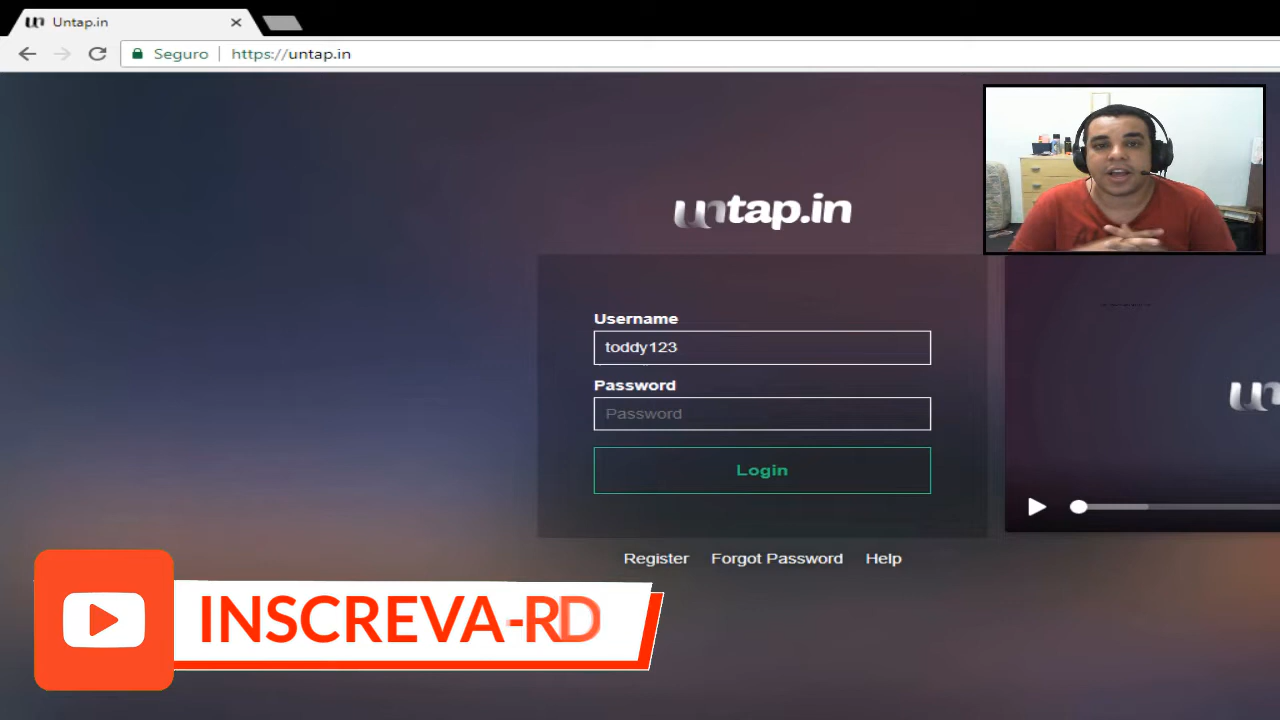 Untap.in
Seguro https://untap.in
untap.in
Username
toddy123
Password
Password
Login
Register Forgot Password Help
INSCREVA-RD